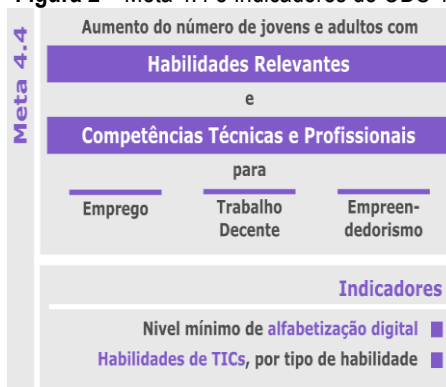 Meta 4.4
Aumento do número de jovens e adultos com
Habilidades Relevantes
e
Competências Técnicas e Profissionais
para
Emprego
Trabalho
Decente
Empreen-
dedorismo
Indicadores
Nivel mínimo de alfabetização digital
Habilidades de TICs, por tipo de habilidade